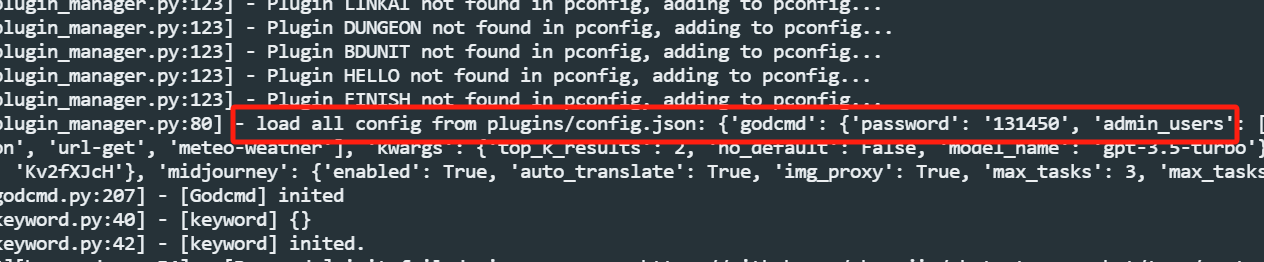 plugin_manager.py:123] - Plugin LINKAI not found in pconfig, adding to pconfig...
plugin_manager.py:123] - Plugin DUNGEON not found in pconfig, adding to pconfig...
plugin_manager.py:123] - Plugin BDUNIT not found in pconfig, adding to pconfig...
plugin_manager.py:123] - Plugin HELLO not found in pconfig, adding to pconfig...
plugin_manager.py:123] - Plugin FINISH not found in pconfig, adding to pconfig...
plugin_manager.py:80] - load all config from plugins/config.json: {'godcmd': {'password': '131450', 'admin_users': [
on', 'url-get', 'meteo-weather'], 'kwargs': {'top_k_results': 2, 'no_default': False, 'model_name': 'gpt-3.5-turbo'}
'Kv2fXJcH'}, 'midjourney': {'enabled': True, 'auto_translate': True, 'img_proxy': True, 'max_tasks': 3, 'max_tasks
godcmd.py:207] - [Godcmd] inited
keyword.py:40] - [keyword] {}
keyword.py:42] - [keyword] inited.